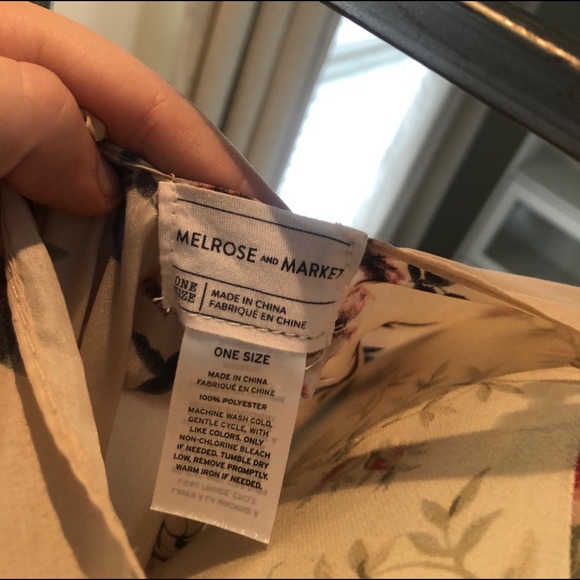 MELROSE AND MARKET
ONE SIZE
MADE IN CHINA
FABRIQUÉ EN CHINE
ONE SIZE
MADE IN CHINA
FABRIQUÉ EN CHINE
100% POLYESTER
MACHINE WASH COLD,
GENTLE CYCLE, WITH
LIKE COLORS. ONLY
NON-CHLORINE BLEACH
IF NEEDED. TUMBLE DRY
LOW, REMOVE PROMPTLY.
WARM IRON IF NEEDED.